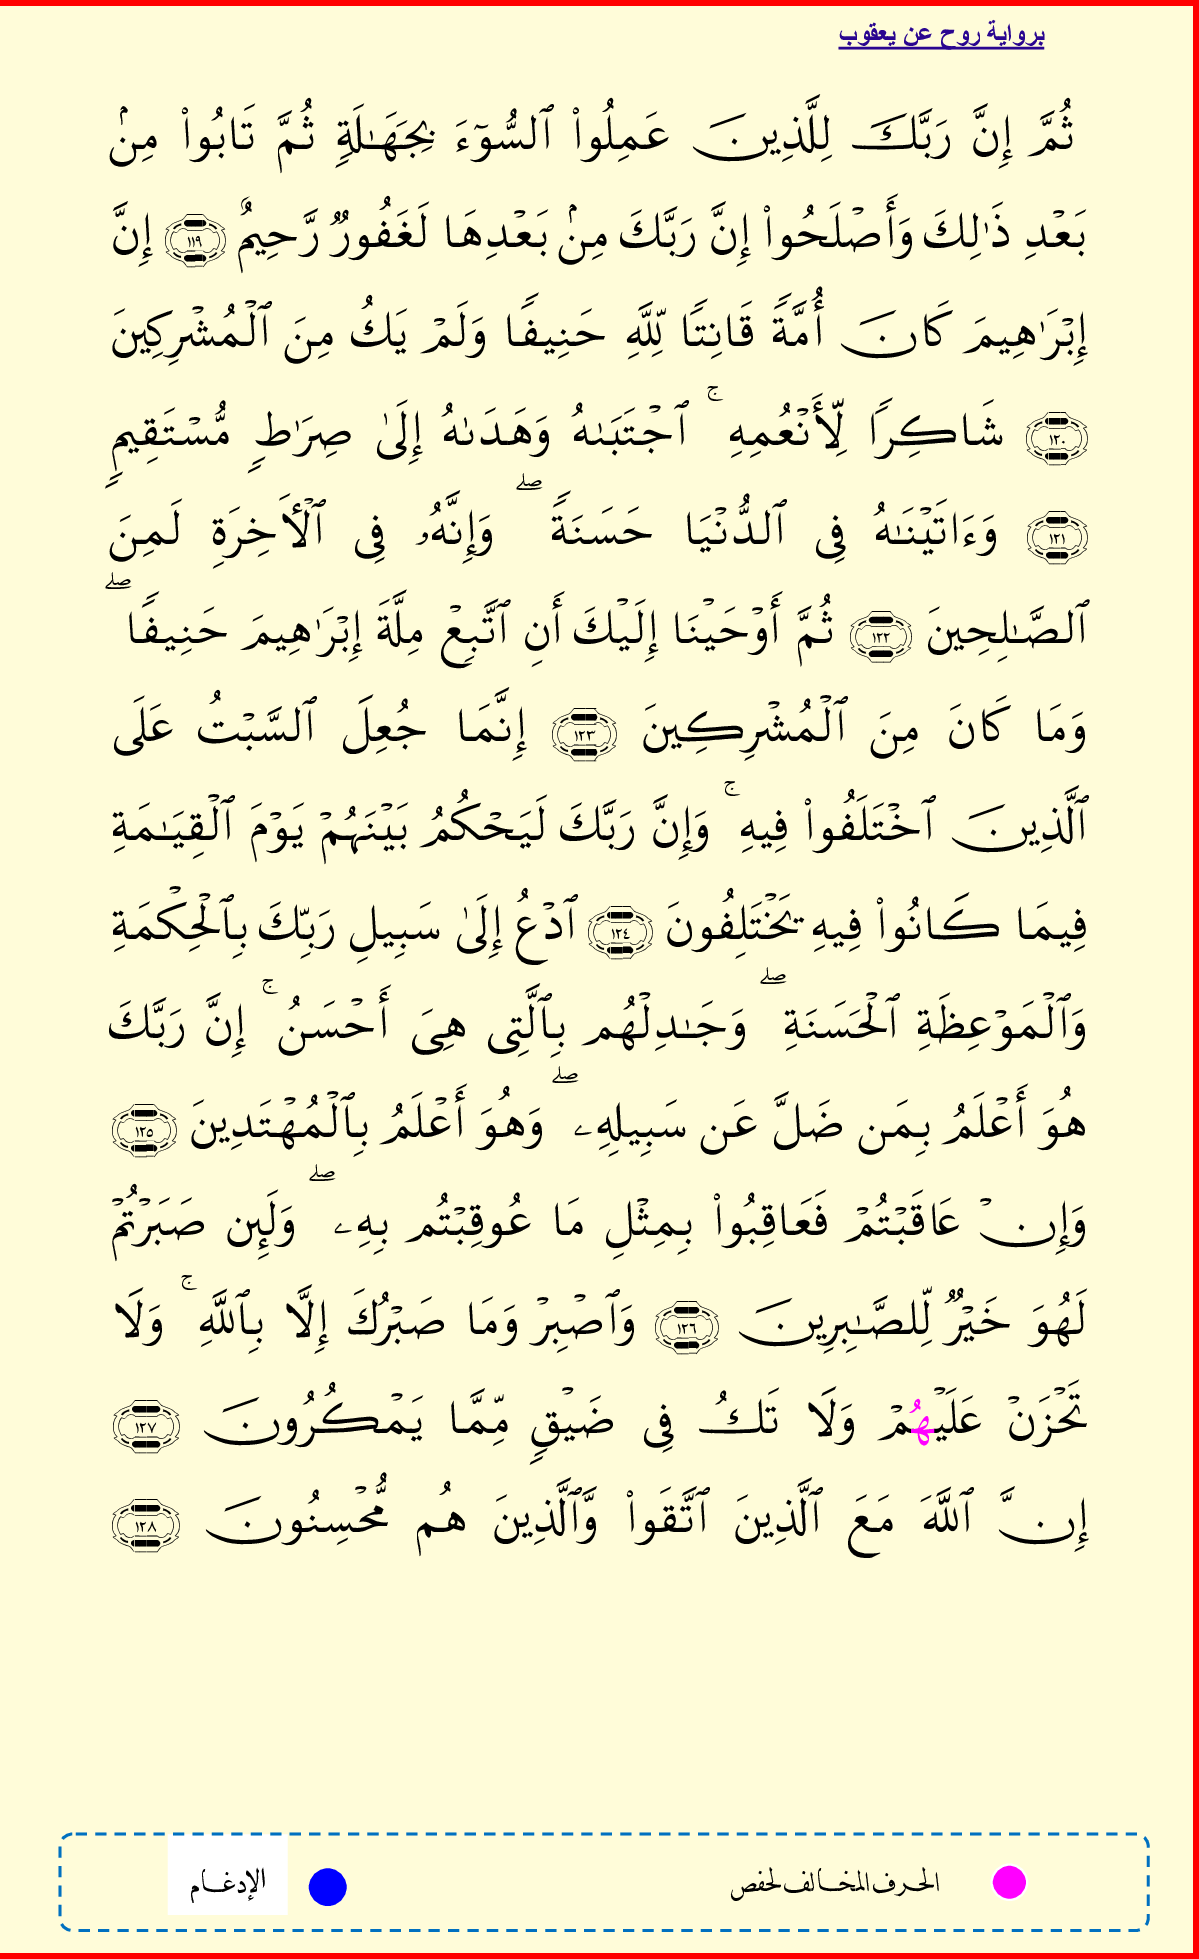 برواية روح عن يعقوب
ثُمَّ إِنَّ رَبَّكَ لِلَّذِينَ عَمِلُوا۟ ٱلسُّوٓءَ بِجَهَـٰلَةٍۢ ثُمَّ تَابُوا۟ مِنۢ
بَعْدِ ذَٰلِكَ وَأَصْلَحُوا۟ إِنَّ رَبَّكَ مِنۢ بَعْدِهَا لَغَفُورٌۭ رَّحِيمٌ ١١٩ إِنَّ
إِبْرَٰهِيمَ كَانَ أُمَّةًۭ قَانِتًۭا لِّلَّهِ حَنِيفًۭا وَلَمْ يَكُ مِنَ ٱلْمُشْرِكِينَ
١٢٠ شَاكِرًۭا لِّأَنْعُمِهِ ۚ ٱجْتَبَىٰهُ وَهَدَىٰهُ إِلَىٰ صِرَٰطٍۢ مُّسْتَقِيمٍۢ
١٢١ وَءَاتَيْنَـٰهُ فِى ٱلدُّنْيَا حَسَنَةًۭ ۖ وَإِنَّهُۥ فِى ٱلْـَٔاخِرَةِ لَمِنَ
ٱلصَّـٰلِحِينَ ١٢٢ ثُمَّ أَوْحَيْنَا إِلَيْكَ أَنِ ٱتَّبِعْ مِلَّةَ إِبْرَٰهِيمَ حَنِيفًۭا ۖ
وَمَا كَانَ مِنَ ٱلْمُشْرِكِينَ ١٢٣ إِنَّمَا جُعِلَ ٱلسَّبْتُ عَلَى
ٱلَّذِينَ ٱخْتَلَفُوا۟ فِيهِ ۚ وَإِنَّ رَبَّكَ لَيَحْكُمُ بَيْنَهُمْ يَوْمَ ٱلْقِيَـٰمَةِ
فِيمَا كَانُوا۟ فِيهِ يَخْتَلِفُونَ ١٢٤ ٱدْعُ إِلَىٰ سَبِيلِ رَبِّكَ بِٱلْحِكْمَةِ
وَٱلْمَوْعِظَةِ ٱلْحَسَنَةِ ۖ وَجَـٰدِلْهُم بِٱلَّتِى هِىَ أَحْسَنُ ۚ إِنَّ رَبَّكَ
هُوَ أَعْلَمُ بِمَن ضَلَّ عَن سَبِيلِهِۦ ۖ وَهُوَ أَعْلَمُ بِٱلْمُهْتَدِينَ ١٢٥
وَإِنْ عَاقَبْتُمْ فَعَاقِبُوا۟ بِمِثْلِ مَا عُوقِبْتُم بِهِۦ ۖ وَلَئِن صَبَرْتُمْ
لَهُوَ خَيْرٌۭ لِّلصَّـٰبِرِينَ ١٢٦ وَٱصْبِرْ وَمَا صَبْرُكَ إِلَّا بِٱللَّهِ ۚ وَلَا
تَحْزَنْ عَلَيْهُمْ وَلَا تَكُ فِى ضَيْقٍۢ مِّمَّا يَمْكُرُونَ ١٢٧
إِنَّ ٱللَّهَ مَعَ ٱلَّذِينَ ٱتَّقَوا۟ وَّٱلَّذِينَ هُم مُّحْسِنُونَ ١٢٨
الحرف المخالف لحفص
الإدغام